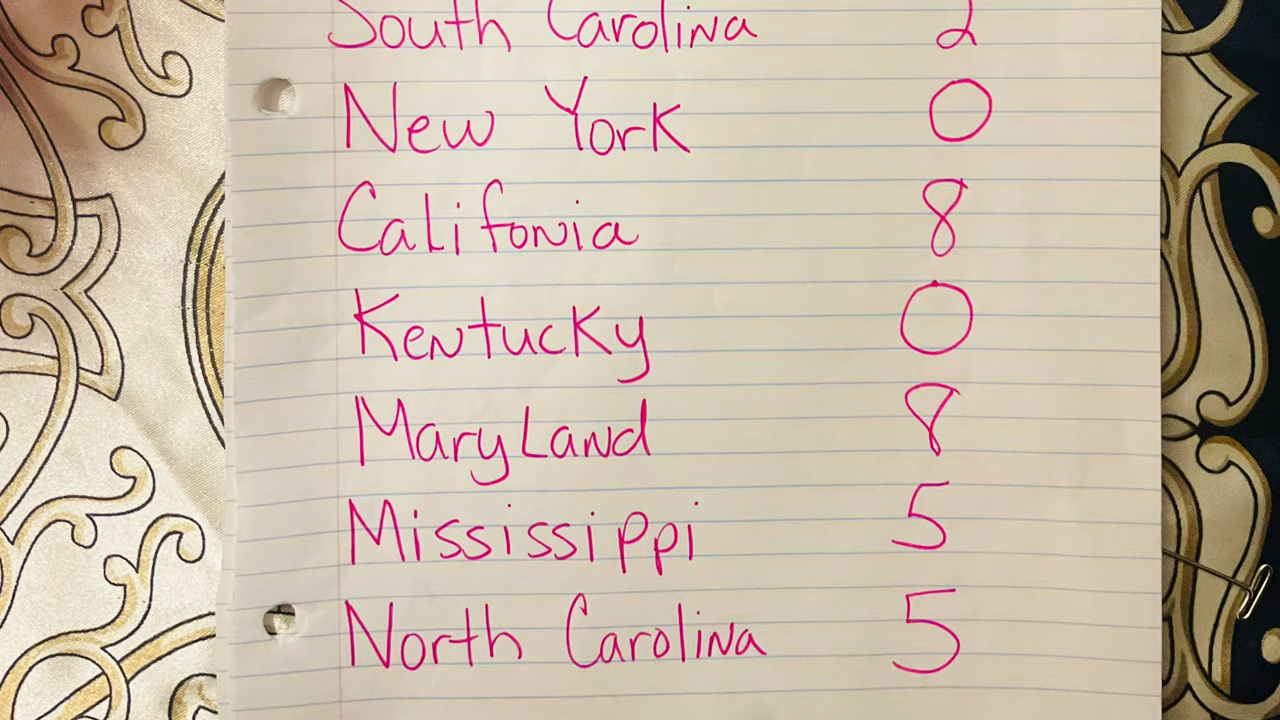 South Carolina 2
New York 0
Califonia 8
Kentucky 0
Maryland 8
Mississippi 5
North Carolina 5